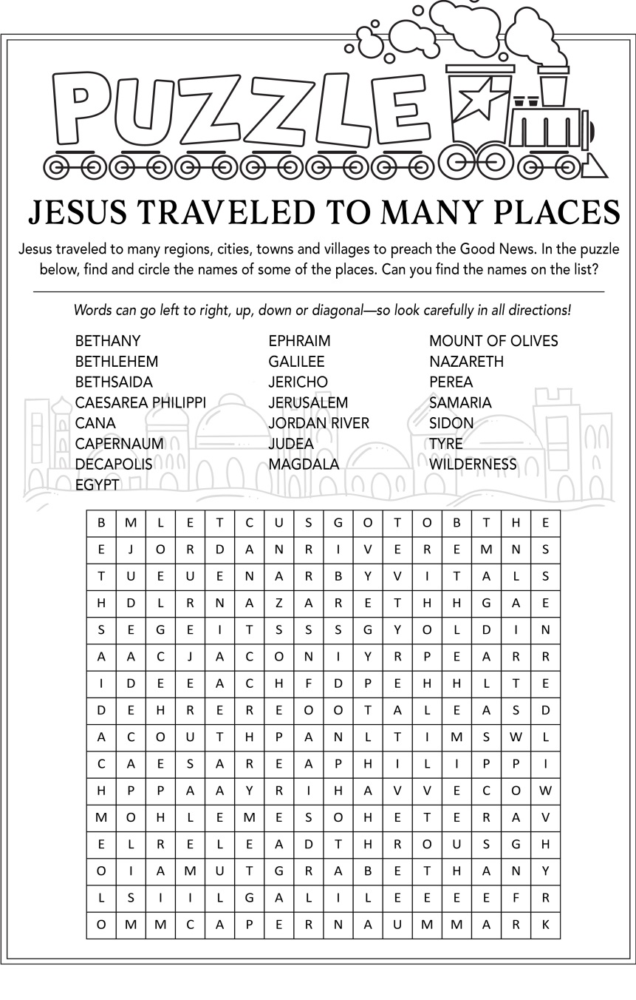 PUZZLE
JESUS TRAVELED TO MANY PLACES
Jesus traveled to many regions, cities, towns and villages to preach the Good News. In the puzzle
below, find and circle the names of some of the places. Can you find the names on the list?
Words can go left to right, up, down or diagonal—so look carefully in all directions!
BETHANY
BETHLEHEM
BETHSAIDA
CAESAREA PHILIPPI
CANA
CAPERNAUM
DECAPOLIS
EGYPT
EPHRAIM
GALILEE
JERICHO
JERUSALEM
JORDAN RIVER
JUDEA
MAGDALA
MOUNT OF OLIVES
NAZARETH
PEREA
SAMARIA
SIDON
TYRE
WILDERNESS
B M L E T C U S G O T O B T H E
E J O R D A N R I V E R E M N S
T U E U E N A R B Y V I T A L S
H D L R N A Z A R E T H H G A E
S E G E I T S S S G Y O L D I N
A A C J A C O N I Y R P E A R R
I D E E A C H F D P E H H L T E
D E H R E R E O O T A L E A S D
A C O U T H P A N L T I M S W L
C A E S A R E A P H I L I P P I
H P P A A Y R I H A V V E C O W
M O H L E M E S O H E T E R A V
E L R E L E A D T H R O U S G H
O I A M U T G R A B E T H A N Y
L S I I L G A L I L E E E E F R
O M M C A P E R N A U M M A R K